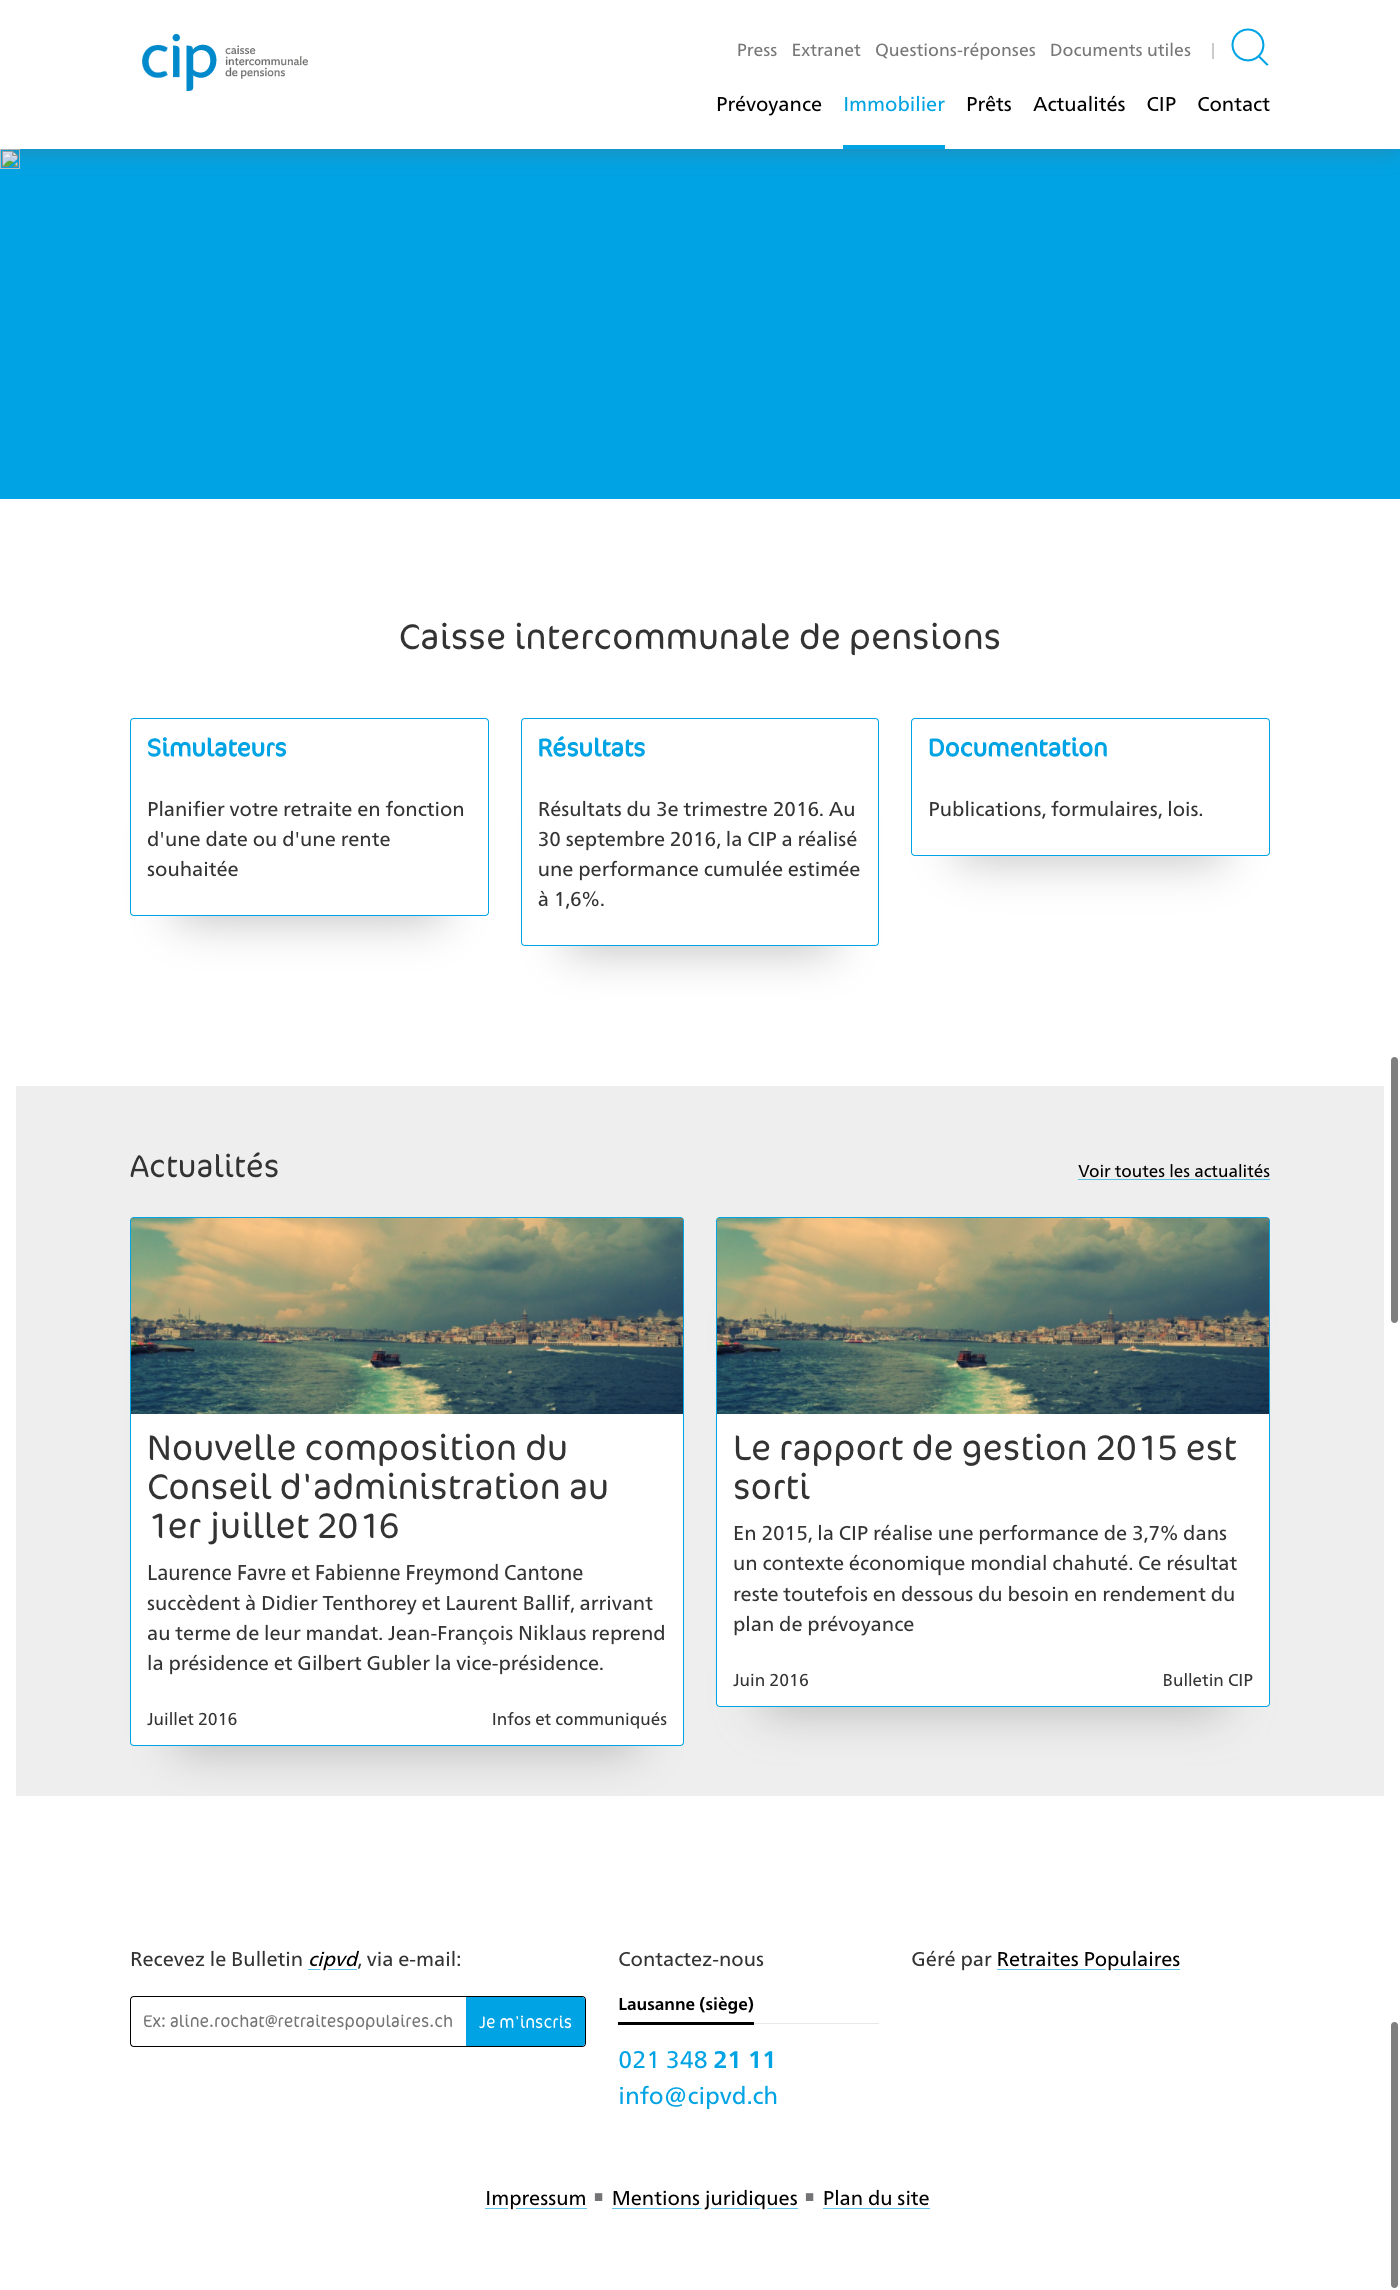 cip caisse
intercommunale
de pensions
Press Extranet Questions-réponses Documents utiles |
Prévoyance Immobilier Prêts Actualités CIP Contact
Caisse intercommunale de pensions
Simulateurs
Planifier votre retraite en fonction
d'une date ou d'une rente
souhaitée
Résultats
Résultats du 3e trimestre 2016. Au
30 septembre 2016, la CIP a réalisé
une performance cumulée estimée
à 1,6%.
Documentation
Publications, formulaires, lois.
Actualités
Voir toutes les actualités
Nouvelle composition du
Conseil d'administration au
1er juillet 2016
Laurence Favre et Fabienne Freymond Cantone
succèdent à Didier Tenthorey et Laurent Ballif, arrivant
au terme de leur mandat. Jean-François Niklaus reprend
la présidence et Gilbert Gubler la vice-présidence.
Juillet 2016 Infos et communiqués
Le rapport de gestion 2015 est
sorti
En 2015, la CIP réalise une performance de 3,7% dans
un contexte économique mondial chahuté. Ce résultat
reste toutefois en dessous du besoin en rendement du
plan de prévoyance
Juin 2016 Bulletin CIP
Recevez le Bulletin cipvd, via e-mail:
Ex: aline.rochat@retraitespopulaires.ch Je m'inscris
Contactez-nous
Lausanne (siège)
021 348 21 11
info@cipvd.ch
Géré par Retraites Populaires
Impressum ▪ Mentions juridiques ▪ Plan du site